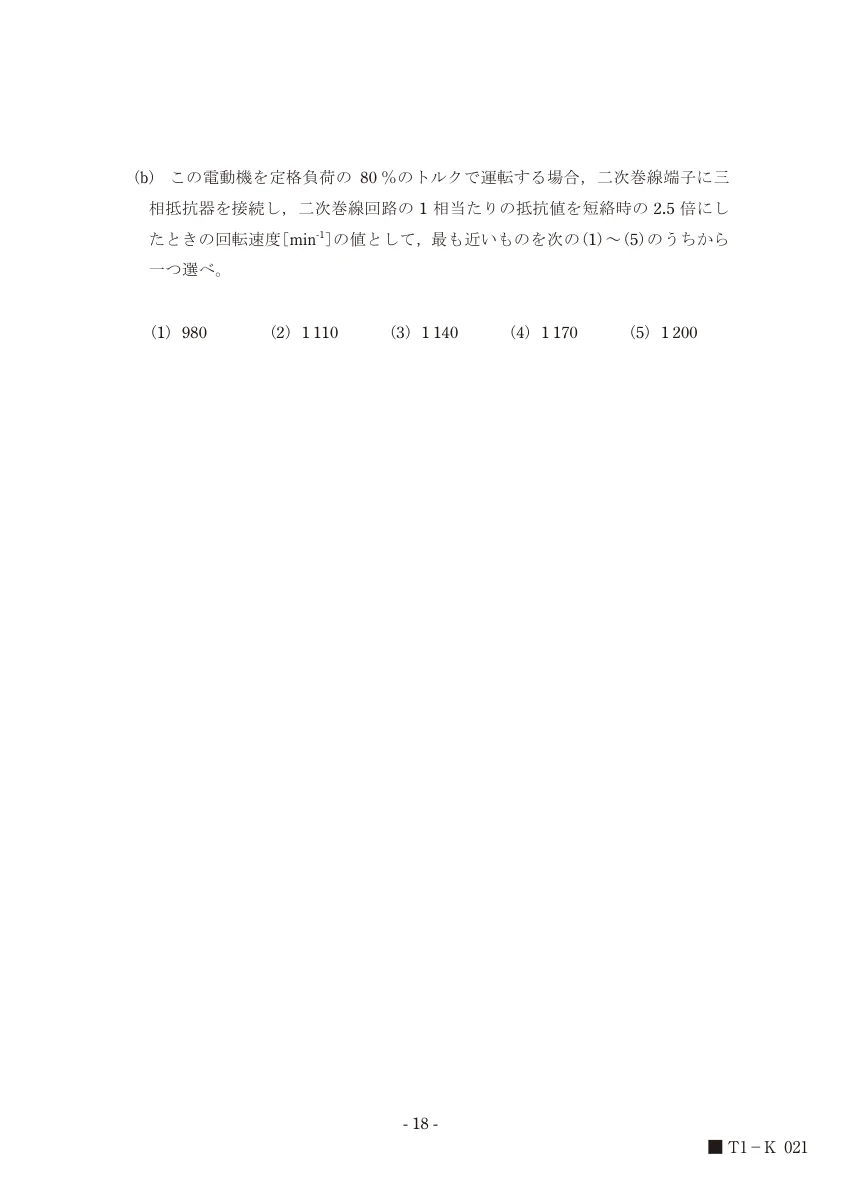 (b) この電動機を定格負荷の 80 %のトルクで運転する場合，二次巻線端子に三
相抵抗器を接続し，二次巻線回路の 1 相当たりの抵抗値を短絡時の 2.5 倍にし
たときの回転速度[min-1]の値として，最も近いものを次の(1)～(5)のうちから
一つ選べ。
(1) 980 (2) 1 110 (3) 1 140 (4) 1 170 (5) 1 200
- 18 -
■ T1－K 021